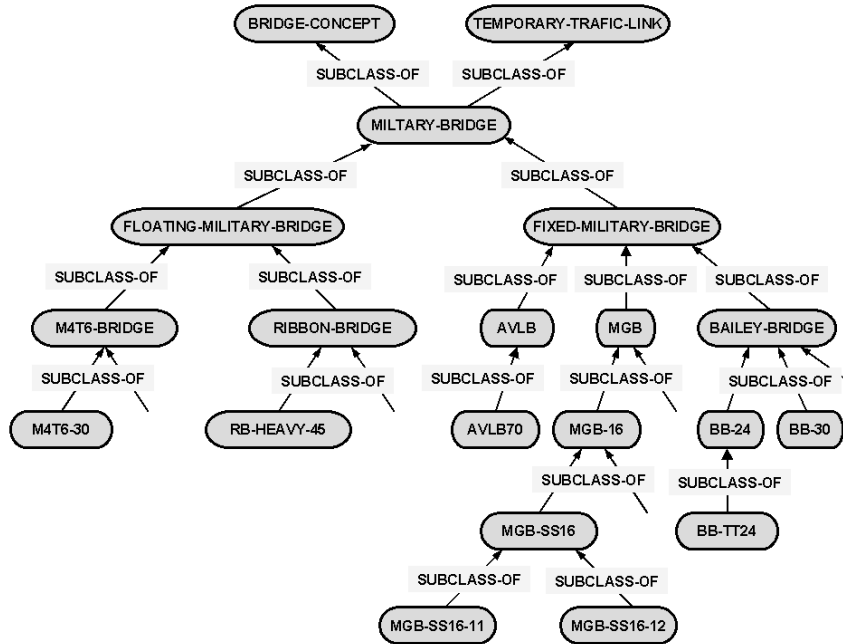 BRIDGE-CONCEPT
TEMPORARY-TRAFIC-LINK
SUBCLASS-OF
SUBCLASS-OF
MILTARY-BRIDGE
SUBCLASS-OF
SUBCLASS-OF
FLOATING-MILITARY-BRIDGE
FIXED-MILITARY-BRIDGE
SUBCLASS-OF
SUBCLASS-OF
SUBCLASS-OF
SUBCLASS-OF
SUBCLASS-OF
M4T6-BRIDGE
RIBBON-BRIDGE
AVLB
MGB
BAILEY-BRIDGE
SUBCLASS-OF
SUBCLASS-OF
SUBCLASS-OF
SUBCLASS-OF
SUBCLASS-OF
M4T6-30
RB-HEAVY-45
AVLB70
MGB-16
BB-24
BB-30
SUBCLASS-OF
SUBCLASS-OF
MGB-SS16
BB-TT24
SUBCLASS-OF
SUBCLASS-OF
MGB-SS16-11
MGB-SS16-12